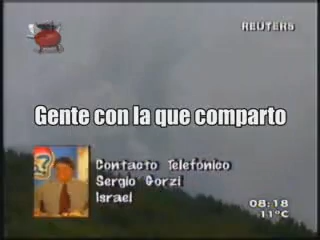 REUTERS
Gente con la que comparto
Contacto Telefónico
Sergio Gorzi
Israel
08:18
11°C